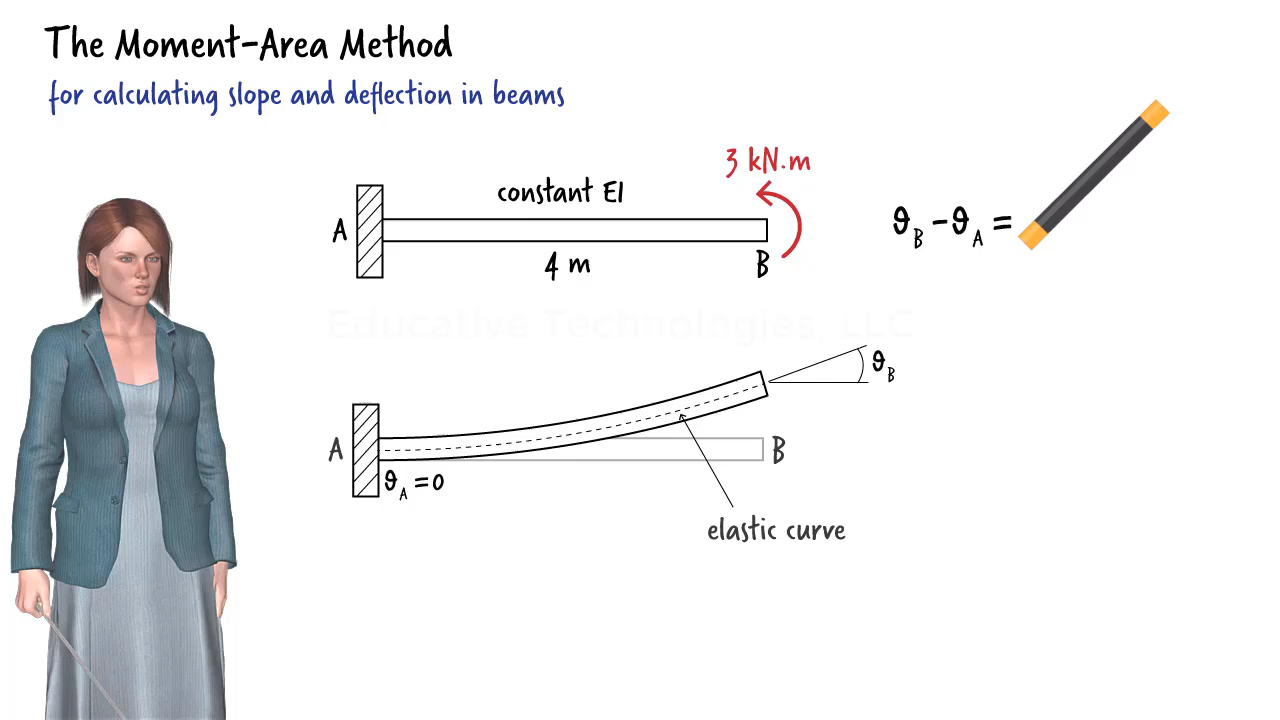 The Moment-Area Method
for calculating slope and deflection in beams
3 kN.m
constant EI
A
4 m
B
θB - θA =
Educative Technologies, LLC
θB
A
B
θA = 0
elastic curve